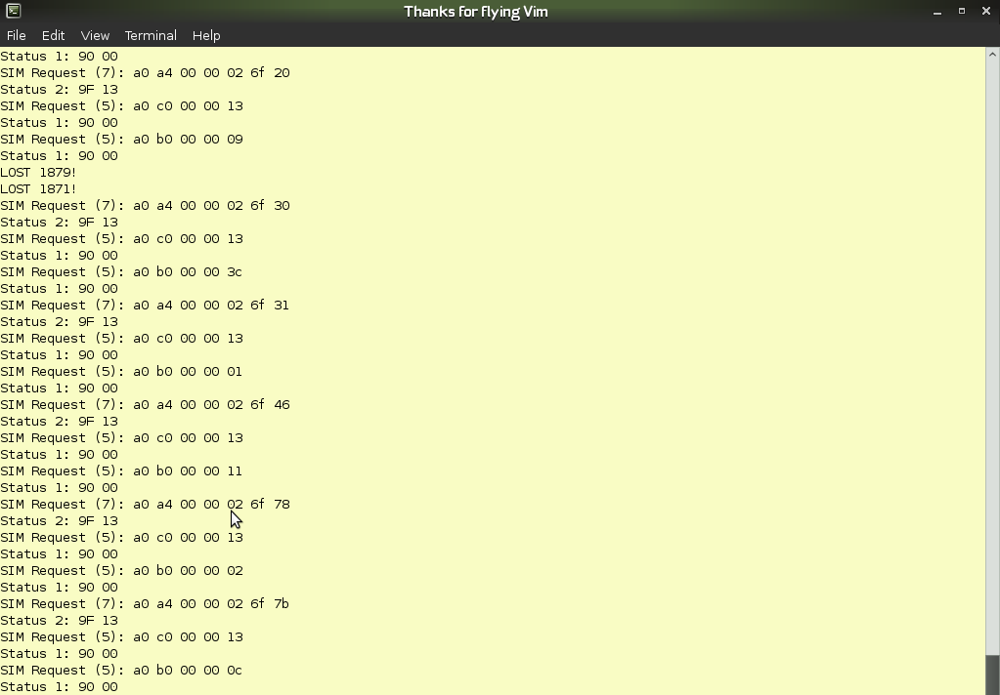 Thanks for flying Vim
File Edit View Terminal Help
Status 1: 90 00
SIM Request (7): a0 a4 00 00 02 6f 20
Status 2: 9F 13
SIM Request (5): a0 c0 00 00 13
Status 1: 90 00
SIM Request (5): a0 b0 00 00 09
Status 1: 90 00
LOST 1879!
LOST 1871!
SIM Request (7): a0 a4 00 00 02 6f 30
Status 2: 9F 13
SIM Request (5): a0 c0 00 00 13
Status 1: 90 00
SIM Request (5): a0 b0 00 00 3c
Status 1: 90 00
SIM Request (7): a0 a4 00 00 02 6f 31
Status 2: 9F 13
SIM Request (5): a0 c0 00 00 13
Status 1: 90 00
SIM Request (5): a0 b0 00 00 01
Status 1: 90 00
SIM Request (7): a0 a4 00 00 02 6f 46
Status 2: 9F 13
SIM Request (5): a0 c0 00 00 13
Status 1: 90 00
SIM Request (5): a0 b0 00 00 11
Status 1: 90 00
SIM Request (7): a0 a4 00 00 02 6f 78
Status 2: 9F 13
SIM Request (5): a0 c0 00 00 13
Status 1: 90 00
SIM Request (5): a0 b0 00 00 02
Status 1: 90 00
SIM Request (7): a0 a4 00 00 02 6f 7b
Status 2: 9F 13
SIM Request (5): a0 c0 00 00 13
Status 1: 90 00
SIM Request (5): a0 b0 00 00 0c
Status 1: 90 00